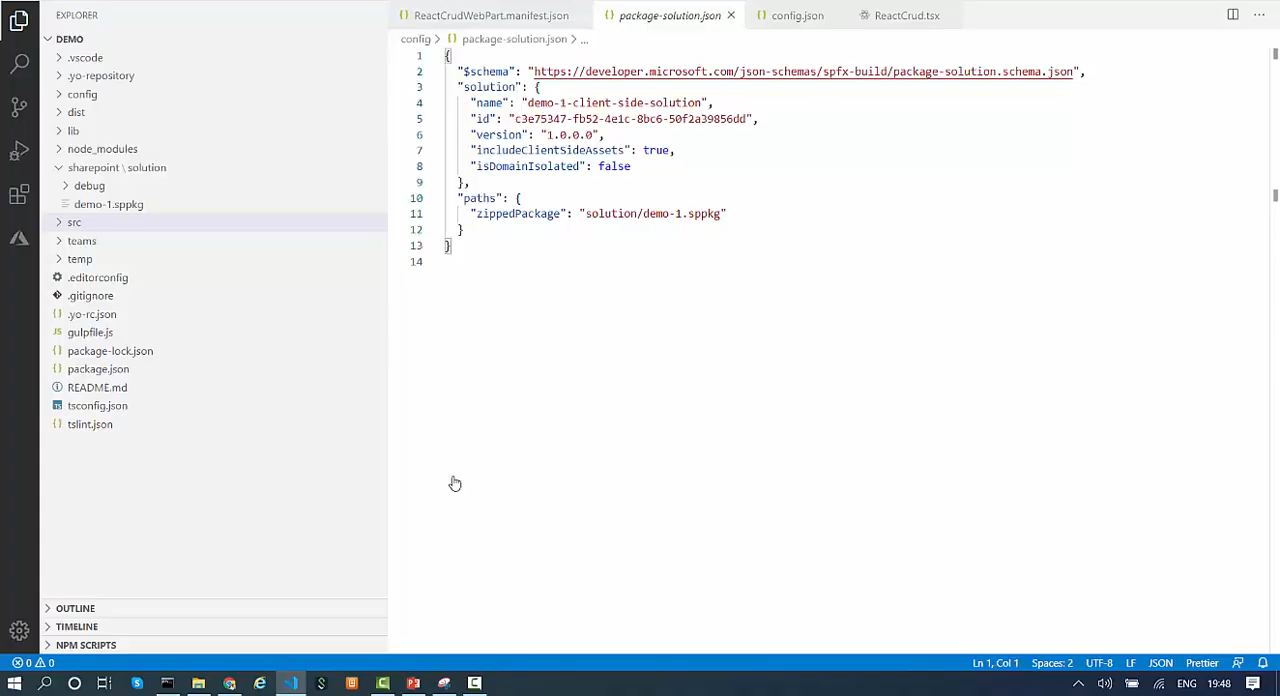 EXPLORER
ReactCrudWebPart.manifest.json
package-solution.json
config.json
ReactCrud.tsx
DEMO
config > package-solution.json > ...
.vscode
.yo-repository
config
dist
lib
node_modules
sharepoint \ solution
debug
demo-1.sppkg
src
teams
temp
.editorconfig
.gitignore
.yo-rc.json
gulpfile.js
package-lock.json
package.json
README.md
tsconfig.json
tslint.json
1 {
2 "$schema": "https://developer.microsoft.com/json-schemas/spfx-build/package-solution.schema.json",
3 "solution": {
4 "name": "demo-1-client-side-solution",
5 "id": "c3e75347-fb52-4e1c-8bc6-50f2a39856dd",
6 "version": "1.0.0.0",
7 "includeClientSideAssets": true,
8 "isDomainIsolated": false
9 },
10 "paths": {
11 "zippedPackage": "solution/demo-1.sppkg"
12 }
13 }
14
OUTLINE
TIMELINE
NPM SCRIPTS
0 0
Ln 1, Col 1
Spaces: 2
UTF-8
LF
JSON
Prettier
ENG
19:48